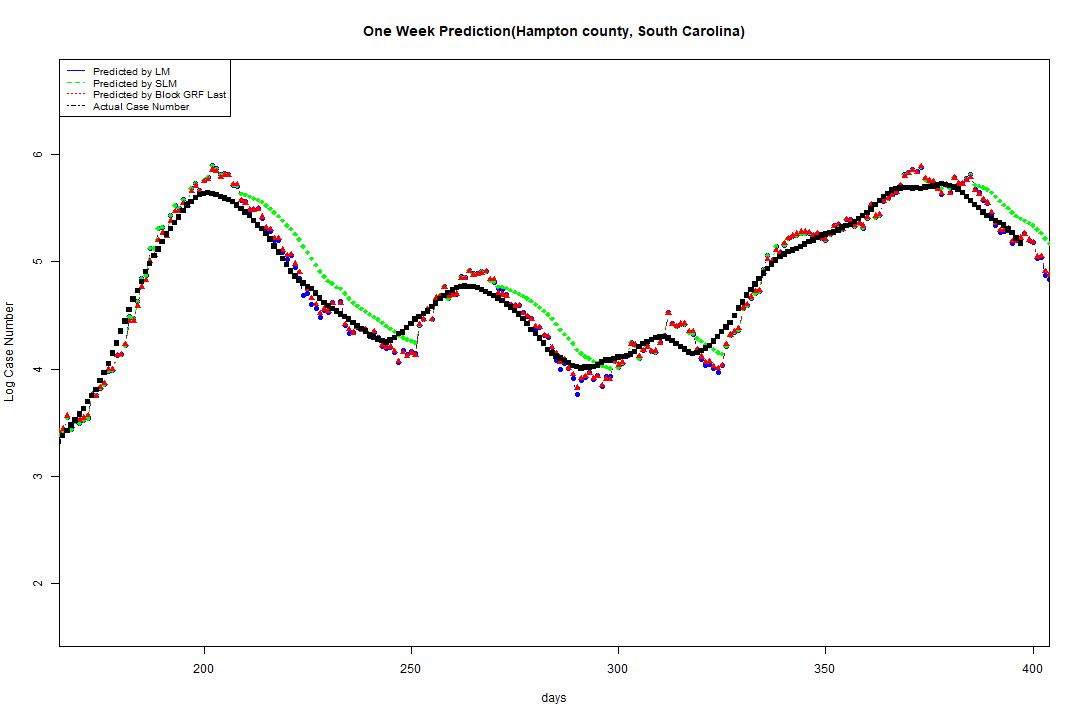 One Week Prediction(Hampton county, South Carolina)
Predicted by LM
Predicted by SLM
Predicted by Block GRF Last
Actual Case Number
6
5
4
3
2
Log Case Number
200
250
300
350
400
days